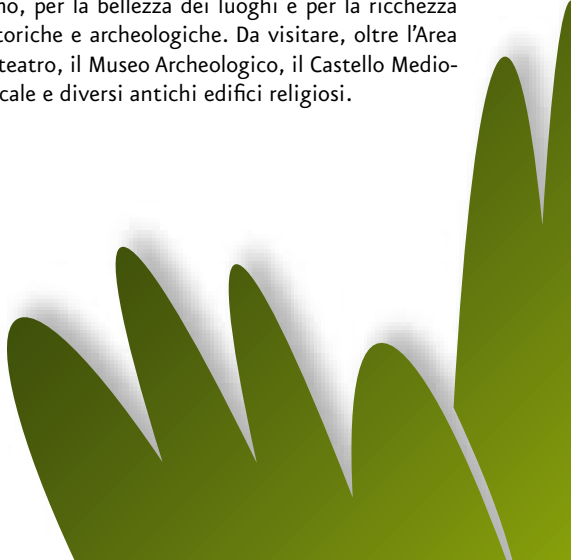 mo, per la bellezza dei luoghi e per la ricchezza
toriche e archeologiche. Da visitare, oltre l'Area
teatro, il Museo Archeologico, il Castello Medio-
cale e diversi antichi edifici religiosi.